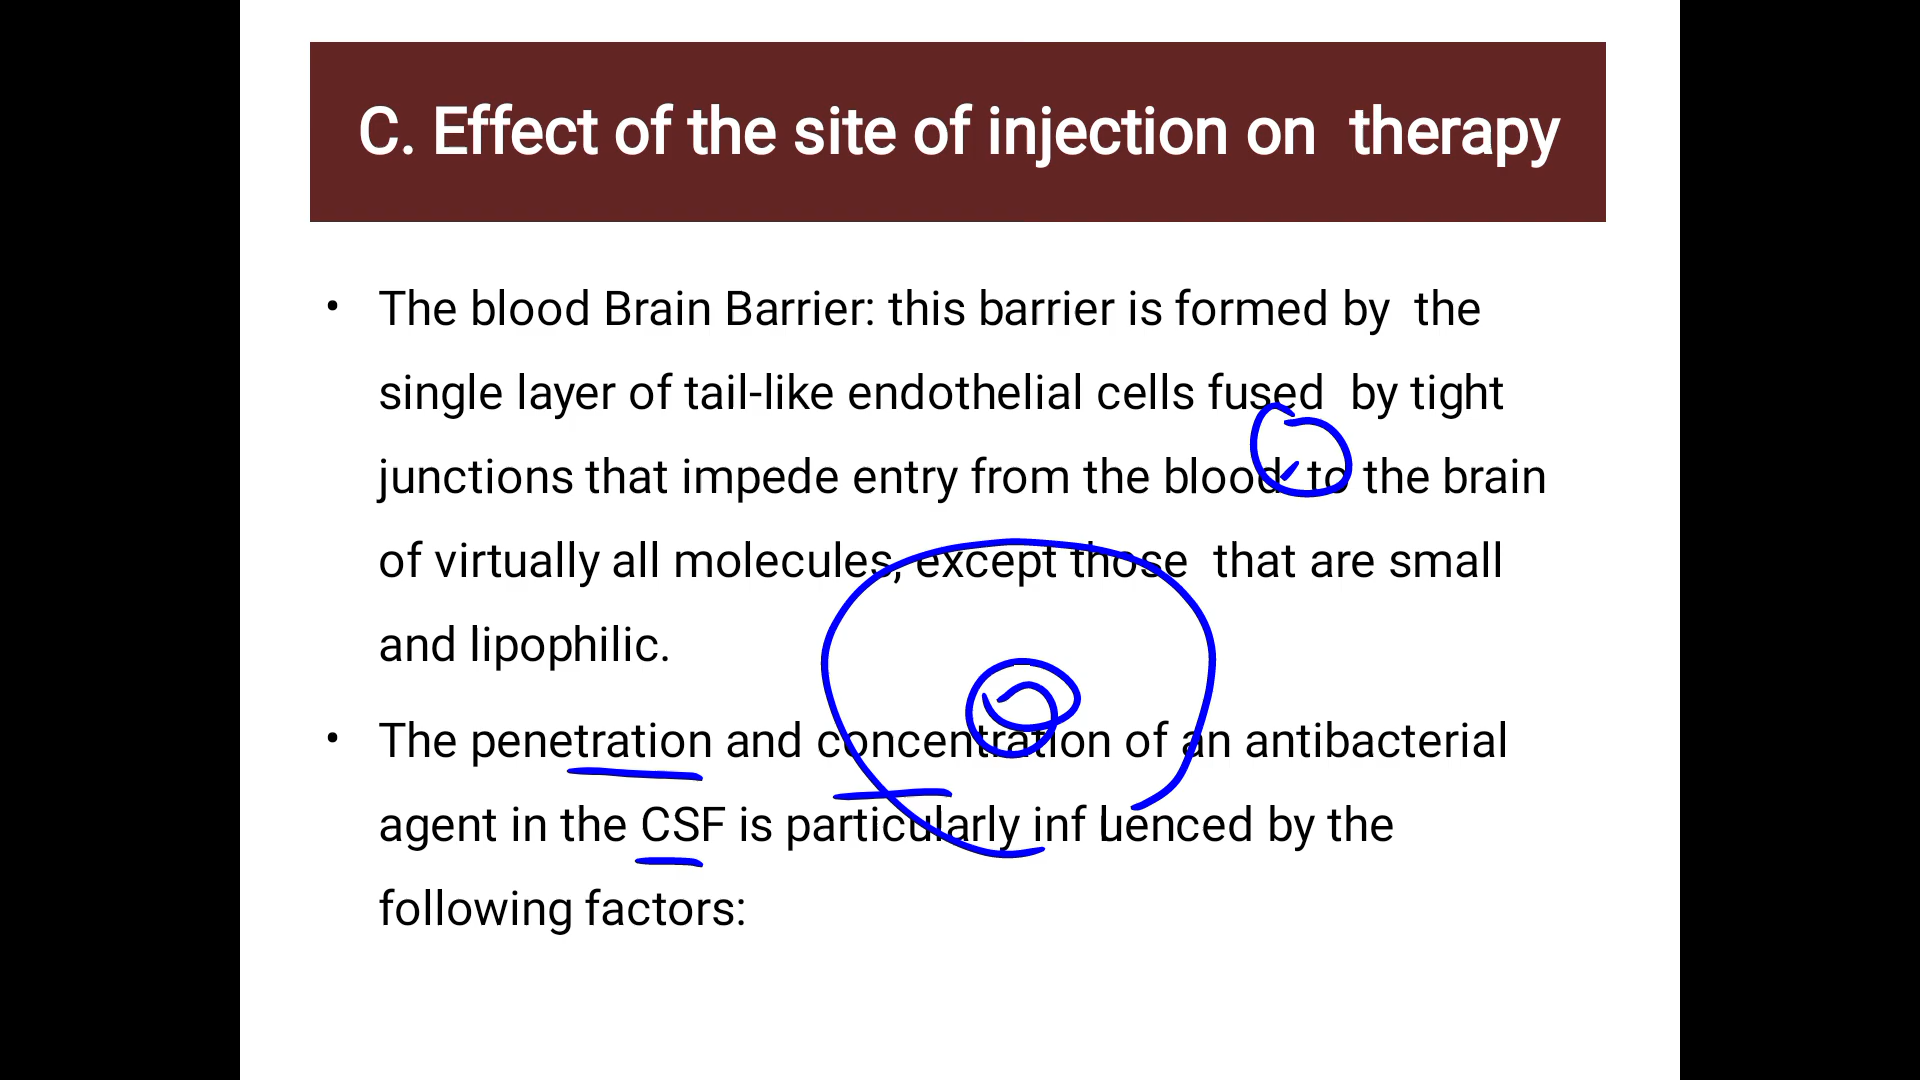 C. Effect of the site of injection on therapy
• The blood Brain Barrier: this barrier is formed by the
single layer of tail-like endothelial cells fused by tight
junctions that impede entry from the blood to the brain
of virtually all molecules, except those that are small
and lipophilic.
• The penetration and concentration of an antibacterial
agent in the CSF is particularly inf luenced by the
following factors: